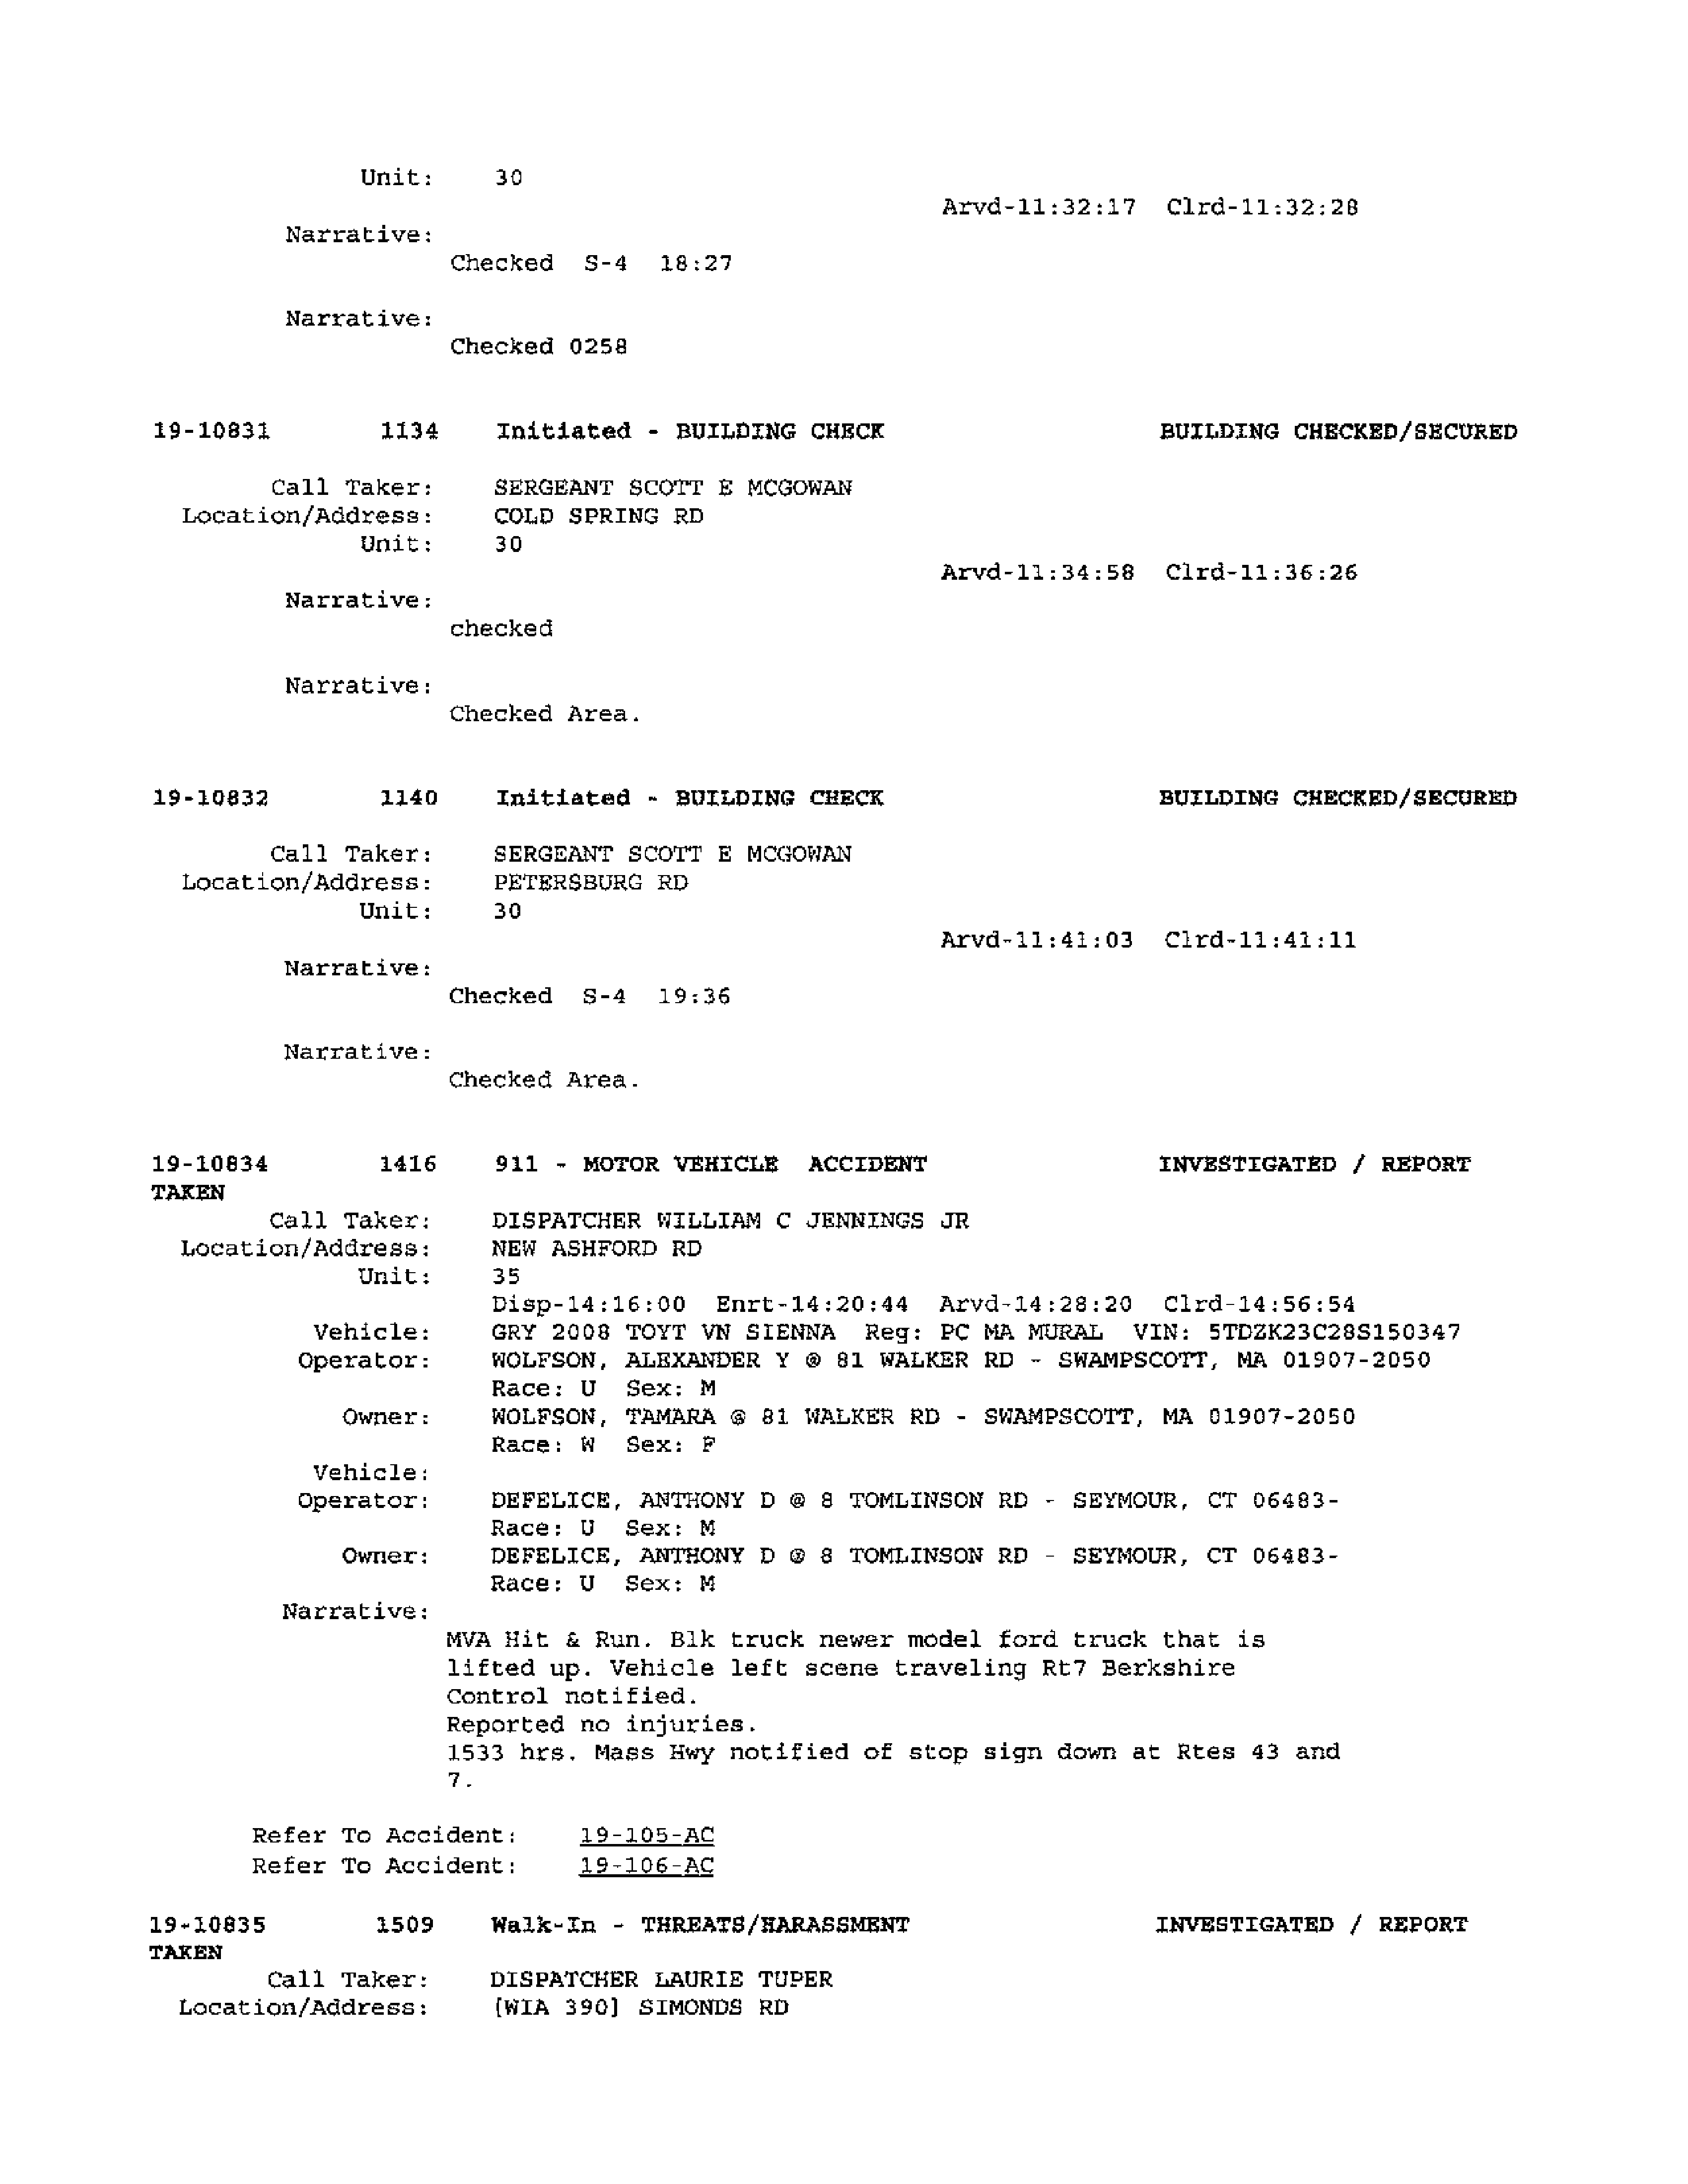 Unit: 30
Arvd-11:32:17 Clrd-11:32:28
Narrative:
Checked S-4 18:27
Narrative:
Checked 0258
19-10831 1134 Initiated - BUILDING CHECK BUILDING CHECKED/SECURED
Call Taker: SERGEANT SCOTT E MCGOWAN
Location/Address: COLD SPRING RD
Unit: 30
Arvd-11:34:58 Clrd-11:36:26
Narrative:
checked
Narrative:
Checked Area.
19-10832 1140 Initiated - BUILDING CHECK BUILDING CHECKED/SECURED
Call Taker: SERGEANT SCOTT E MCGOWAN
Location/Address: PETERSBURG RD
Unit: 30
Arvd-11:41:03 Clrd-11:41:11
Narrative:
Checked S-4 19:36
Narrative:
Checked Area.
19-10834 1416 911 - MOTOR VEHICLE ACCIDENT INVESTIGATED / REPORT
TAKEN
Call Taker: DISPATCHER WILLIAM C JENNINGS JR
Location/Address: NEW ASHFORD RD
Unit: 35
Disp-14:16:00 Enrt-14:20:44 Arvd-14:28:20 Clrd-14:56:54
Vehicle: GRY 2008 TOYT VN SIENNA Reg: PC MA MURAL VIN: 5TDZK23C28S150347
Operator: WOLFSON, ALEXANDER Y @ 81 WALKER RD - SWAMPSCOTT, MA 01907-2050
Race: U Sex: M
Owner: WOLFSON, TAMARA @ 81 WALKER RD - SWAMPSCOTT, MA 01907-2050
Race: W Sex: F
Vehicle:
Operator: DEFELICE, ANTHONY D @ 8 TOMLINSON RD - SEYMOUR, CT 06483-
Race: U Sex: M
Owner: DEFELICE, ANTHONY D @ 8 TOMLINSON RD - SEYMOUR, CT 06483-
Race: U Sex: M
Narrative:
MVA Hit & Run. Blk truck newer model ford truck that is
lifted up. Vehicle left scene traveling Rt7 Berkshire
Control notified.
Reported no injuries.
1533 hrs. Mass Hwy notified of stop sign down at Rtes 43 and
7.
Refer To Accident: 19-105-AC
Refer To Accident: 19-106-AC
19-10835 1509 Walk-In - THREATS/HARASSMENT INVESTIGATED / REPORT
TAKEN
Call Taker: DISPATCHER LAURIE TUPER
Location/Address: [WIA 390] SIMONDS RD